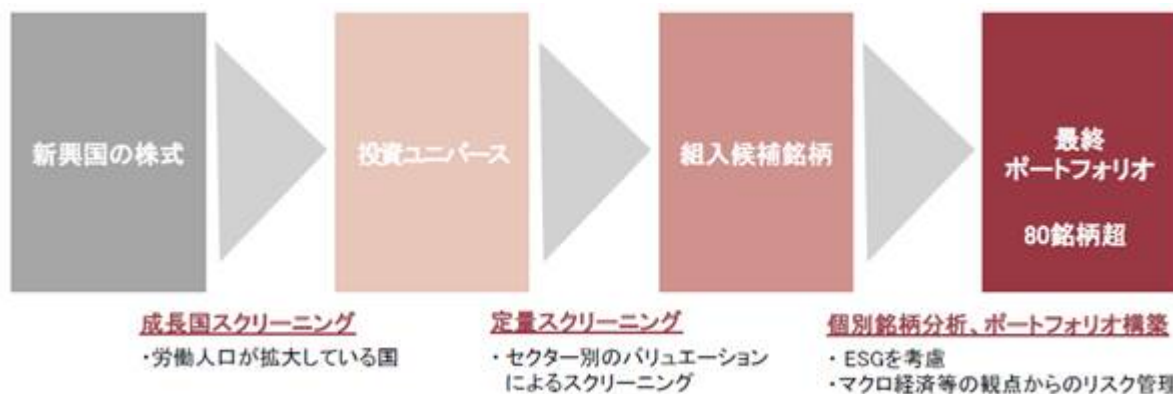 新興国の株式
投資ユニバース
組入候補銘柄
最終
ポートフォリオ
80銘柄超
成長国スクリーニング
・労働人口が拡大している国
定量スクリーニング
・セクター別のバリュエーション
によるスクリーニング
個別銘柄分析、ポートフォリオ構築
・ESGを考慮
・マクロ経済等の観点からのリスク管理